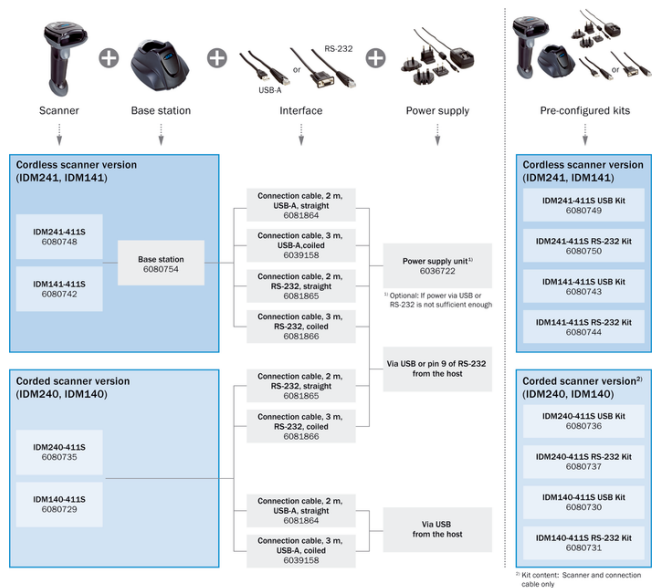 RS-232
or
USB-A
or
Scanner
Base station
Interface
Power supply
Pre-configured kits
Cordless scanner version
(IDM241, IDM141)
IDM241-411S
6080748
IDM141-411S
6080742
Base station
6080754
Connection cable, 2 m,
USB-A, straight
6081864
Connection cable, 3 m,
USB-A,coiled
6039158
Connection cable, 2 m,
RS-232, straight
6081865
Connection cable, 3 m,
RS-232, coiled
6081866
Power supply unit¹⁾
6036722
¹⁾ Optional: If power via USB or
RS-232 is not sufficient enough
Via USB or pin 9 of RS-232
from the host
Corded scanner version
(IDM240, IDM140)
IDM240-411S
6080735
IDM140-411S
6080729
Connection cable, 2 m,
RS-232, straight
6081865
Connection cable, 3 m,
RS-232, coiled
6081866
Connection cable, 2 m,
USB-A, straight
6081864
Connection cable, 3 m,
USB-A, coiled
6039158
Via USB
from the host
Cordless scanner version
(IDM241, IDM141)
IDM241-411S USB Kit
6080749
IDM241-411S RS-232 Kit
6080750
IDM141-411S USB Kit
6080743
IDM141-411S RS-232 Kit
6080744
Corded scanner version²⁾
(IDM240, IDM140)
IDM240-411S USB Kit
6080736
IDM240-411S RS-232 Kit
6080737
IDM140-411S USB Kit
6080730
IDM140-411S RS-232 Kit
6080731
²⁾ Kit content: Scanner and connection
cable only